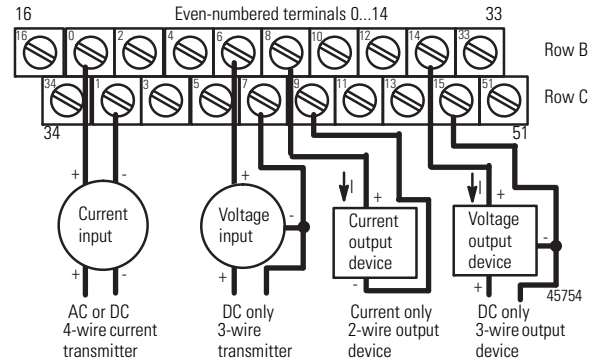 16 Even-numbered terminals 0...14 33
16 0 2 4 6 8 10 12 14 33
Row B
34 1 3 5 7 9 11 13 15 51
Row C
34 51
+ - + + +
I I
Current input
Voltage input
-
Current output device
Voltage output device
-
+ - + - +
45754
AC or DC
4-wire current
transmitter
DC only
3-wire
transmitter
Current only
2-wire output
device
DC only
3-wire output
device